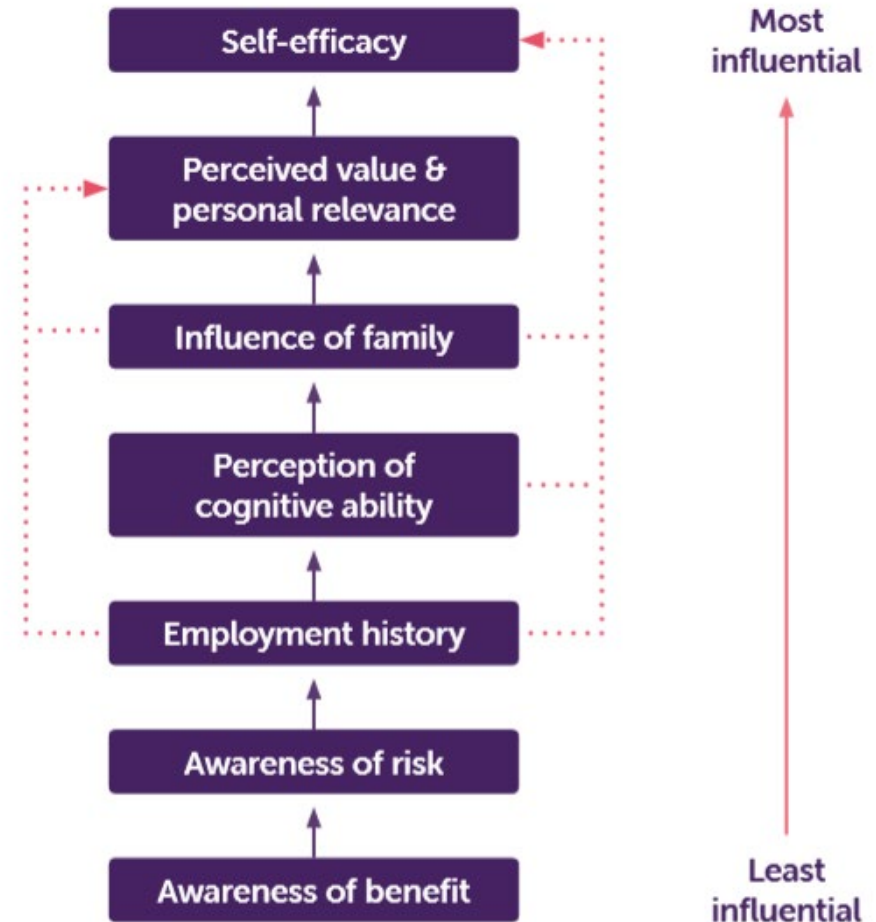 Self-efficacy
Perceived value &
personal relevance
Influence of family
Perception of
cognitive ability
Employment history
Awareness of risk
Awareness of benefit
Most
influential
Least
influential